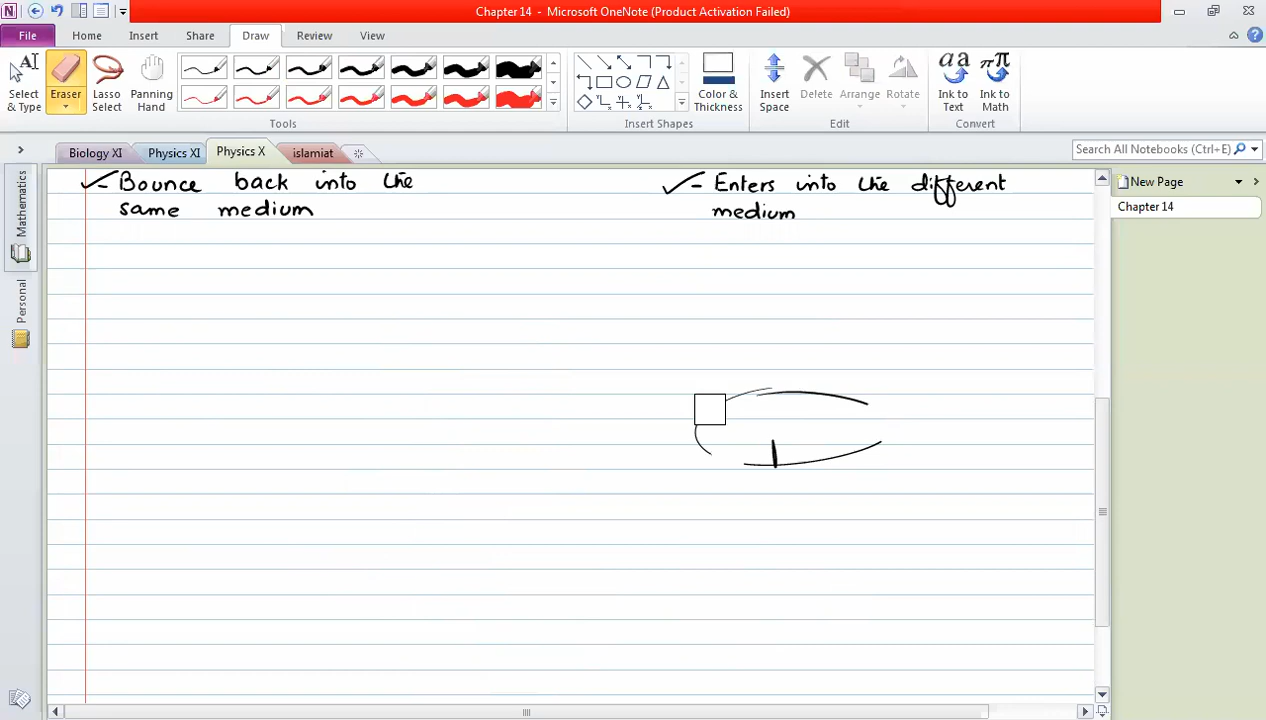 Chapter 14 - Microsoft OneNote (Product Activation Failed)
File Home Insert Share Draw Review View
Select & Type
Eraser
Lasso Select
Panning Hand
Color & Thickness
Insert Space
Delete
Arrange
Rotate
Ink to Text
Ink to Math
Tools
Insert Shapes
Edit
Convert
Biology XI
Physics XI
Physics X
islamiat
Search All Notebooks (Ctrl+E)
Mathematics
Personal
New Page
Chapter 14
- Bounce back into the
same medium
- Enters into the different
medium